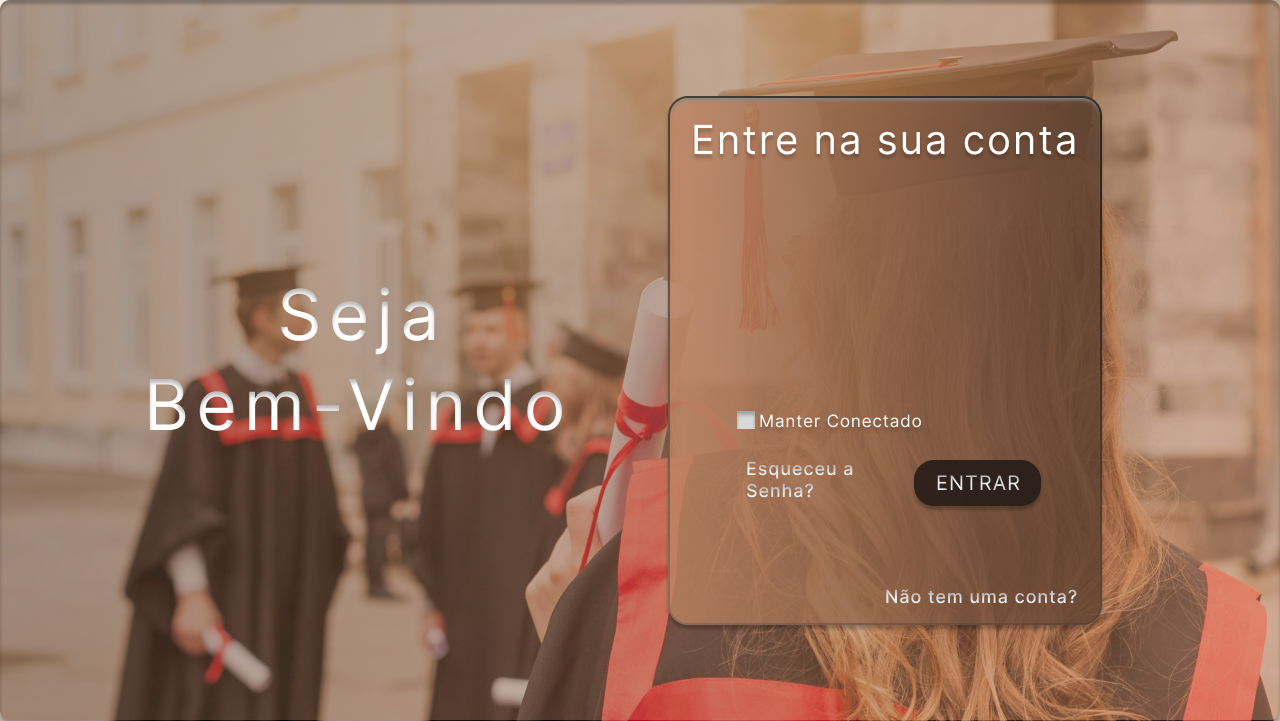 Entre na sua conta
Seja
Bem-Vindo
Manter Conectado
Esqueceu a
Senha?
ENTRAR
Não tem uma conta?